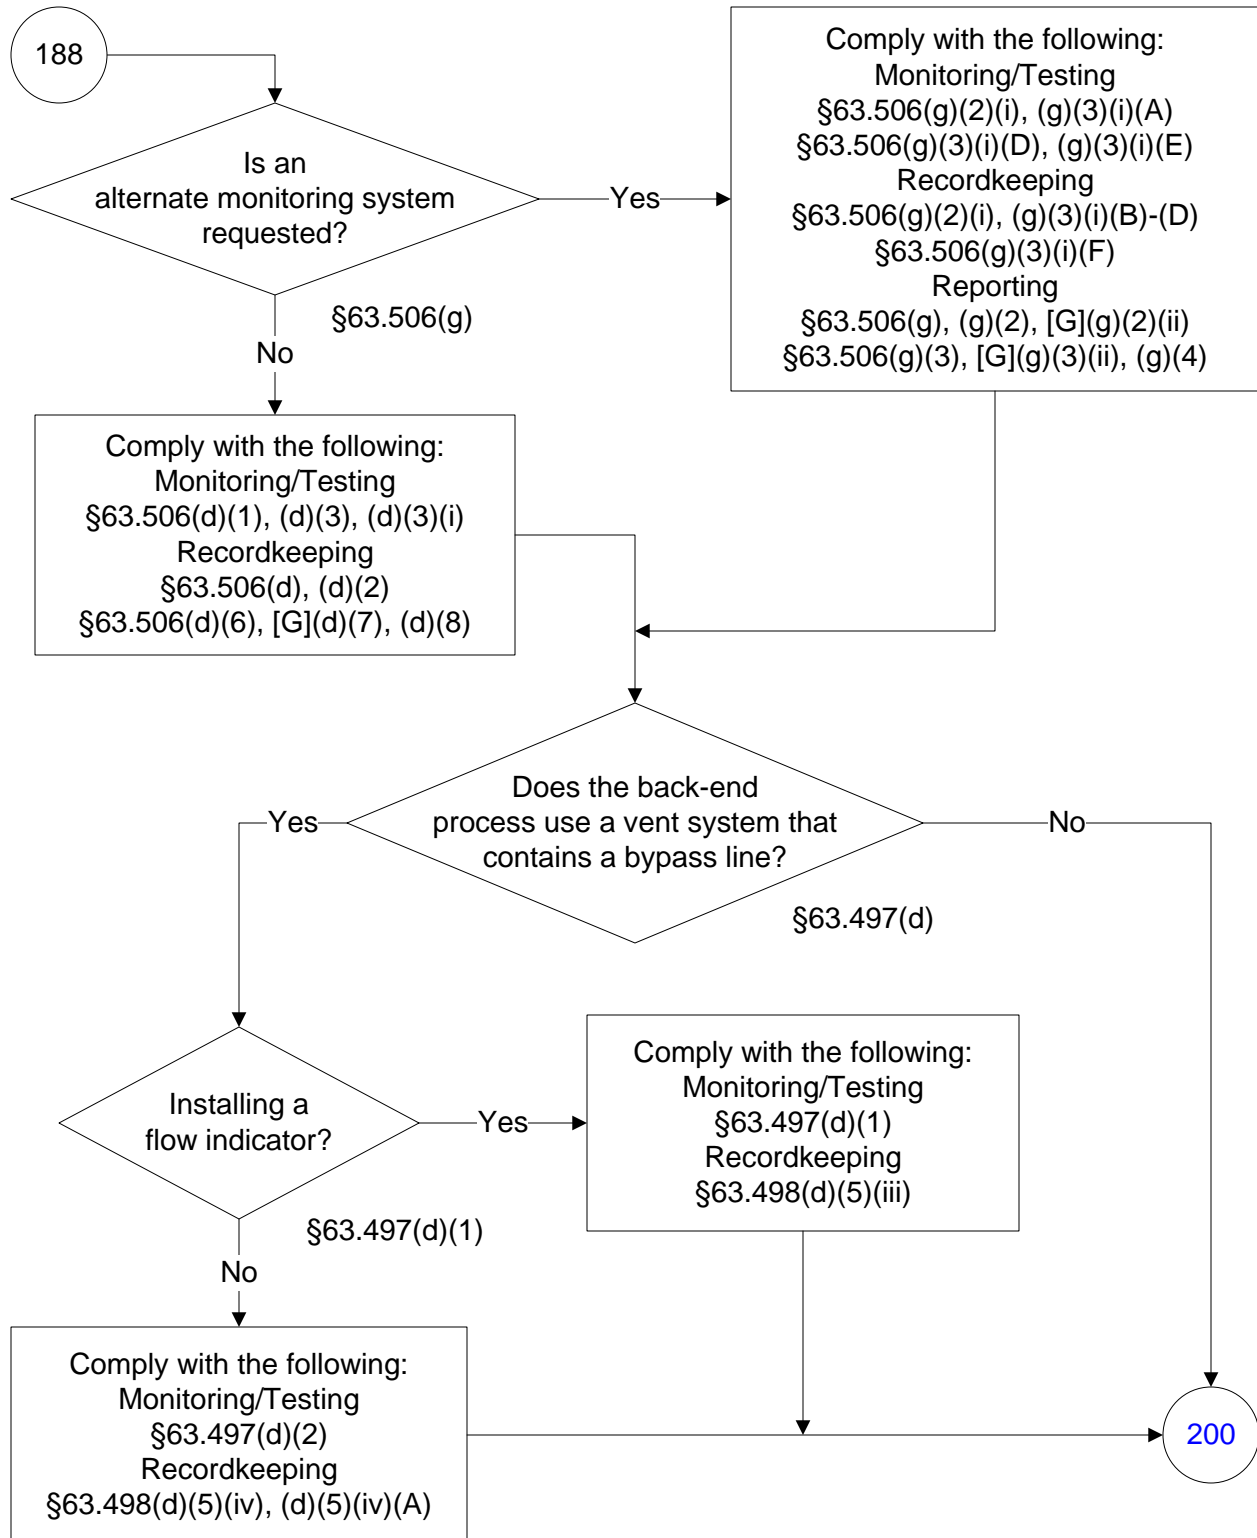 188
Is an
alternate monitoring system
requested?
Yes
§63.506(g)
No
Comply with the following:
Monitoring/Testing
§63.506(g)(2)(i), (g)(3)(i)(A)
§63.506(g)(3)(i)(D), (g)(3)(i)(E)
Recordkeeping
§63.506(g)(2)(i), (g)(3)(i)(B)-(D)
§63.506(g)(3)(i)(F)
Reporting
§63.506(g), (g)(2), [G](g)(2)(ii)
§63.506(g)(3), [G](g)(3)(ii), (g)(4)
Comply with the following:
Monitoring/Testing
§63.506(d)(1), (d)(3), (d)(3)(i)
Recordkeeping
§63.506(d), (d)(2)
§63.506(d)(6), [G](d)(7), (d)(8)
Does the back-end
process use a vent system that
contains a bypass line?
Yes
No
§63.497(d)
Installing a
flow indicator?
Yes
§63.497(d)(1)
No
Comply with the following:
Monitoring/Testing
§63.497(d)(1)
Recordkeeping
§63.498(d)(5)(iii)
Comply with the following:
Monitoring/Testing
§63.497(d)(2)
Recordkeeping
§63.498(d)(5)(iv), (d)(5)(iv)(A)
200